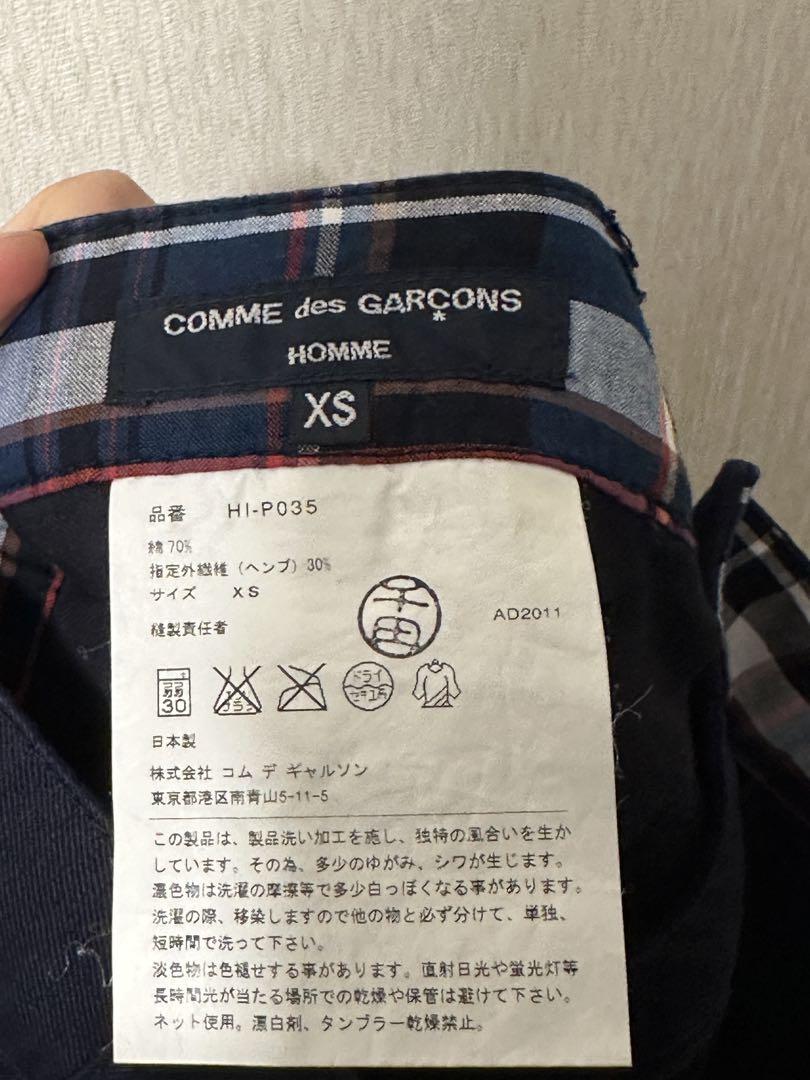 COMME des GARÇONS
*
HOMME
XS
品番 HI-P035
綿70%
指定外繊維（ヘンプ）30%
サイズ XS
縫製責任者
千田
AD2011
弱 30
ドライ
日本製
株式会社 コム デ ギャルソン
東京都港区南青山5-11-5
この製品は、製品洗い加工を施し、独特の風合いを生か
しています。その為、多少のゆがみ、シワが生じます。
濃色物は洗濯の摩擦等で多少白っぽくなる事があります。
洗濯の際、移染しますので他の物と必ず分けて、単独、
短時間で洗って下さい。
淡色物は色褪せする事があります。直射日光や蛍光灯等
長時間光が当たる場所での乾燥や保管は避けて下さい。
ネット使用。漂白剤、タンブラー乾燥禁止。